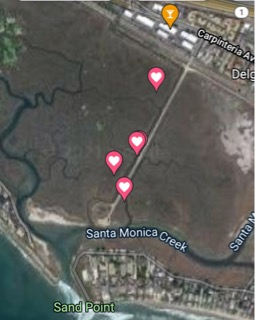 1
Carpinteria Av
Delg
Santa Monica Creek
Santa M
Sand Point